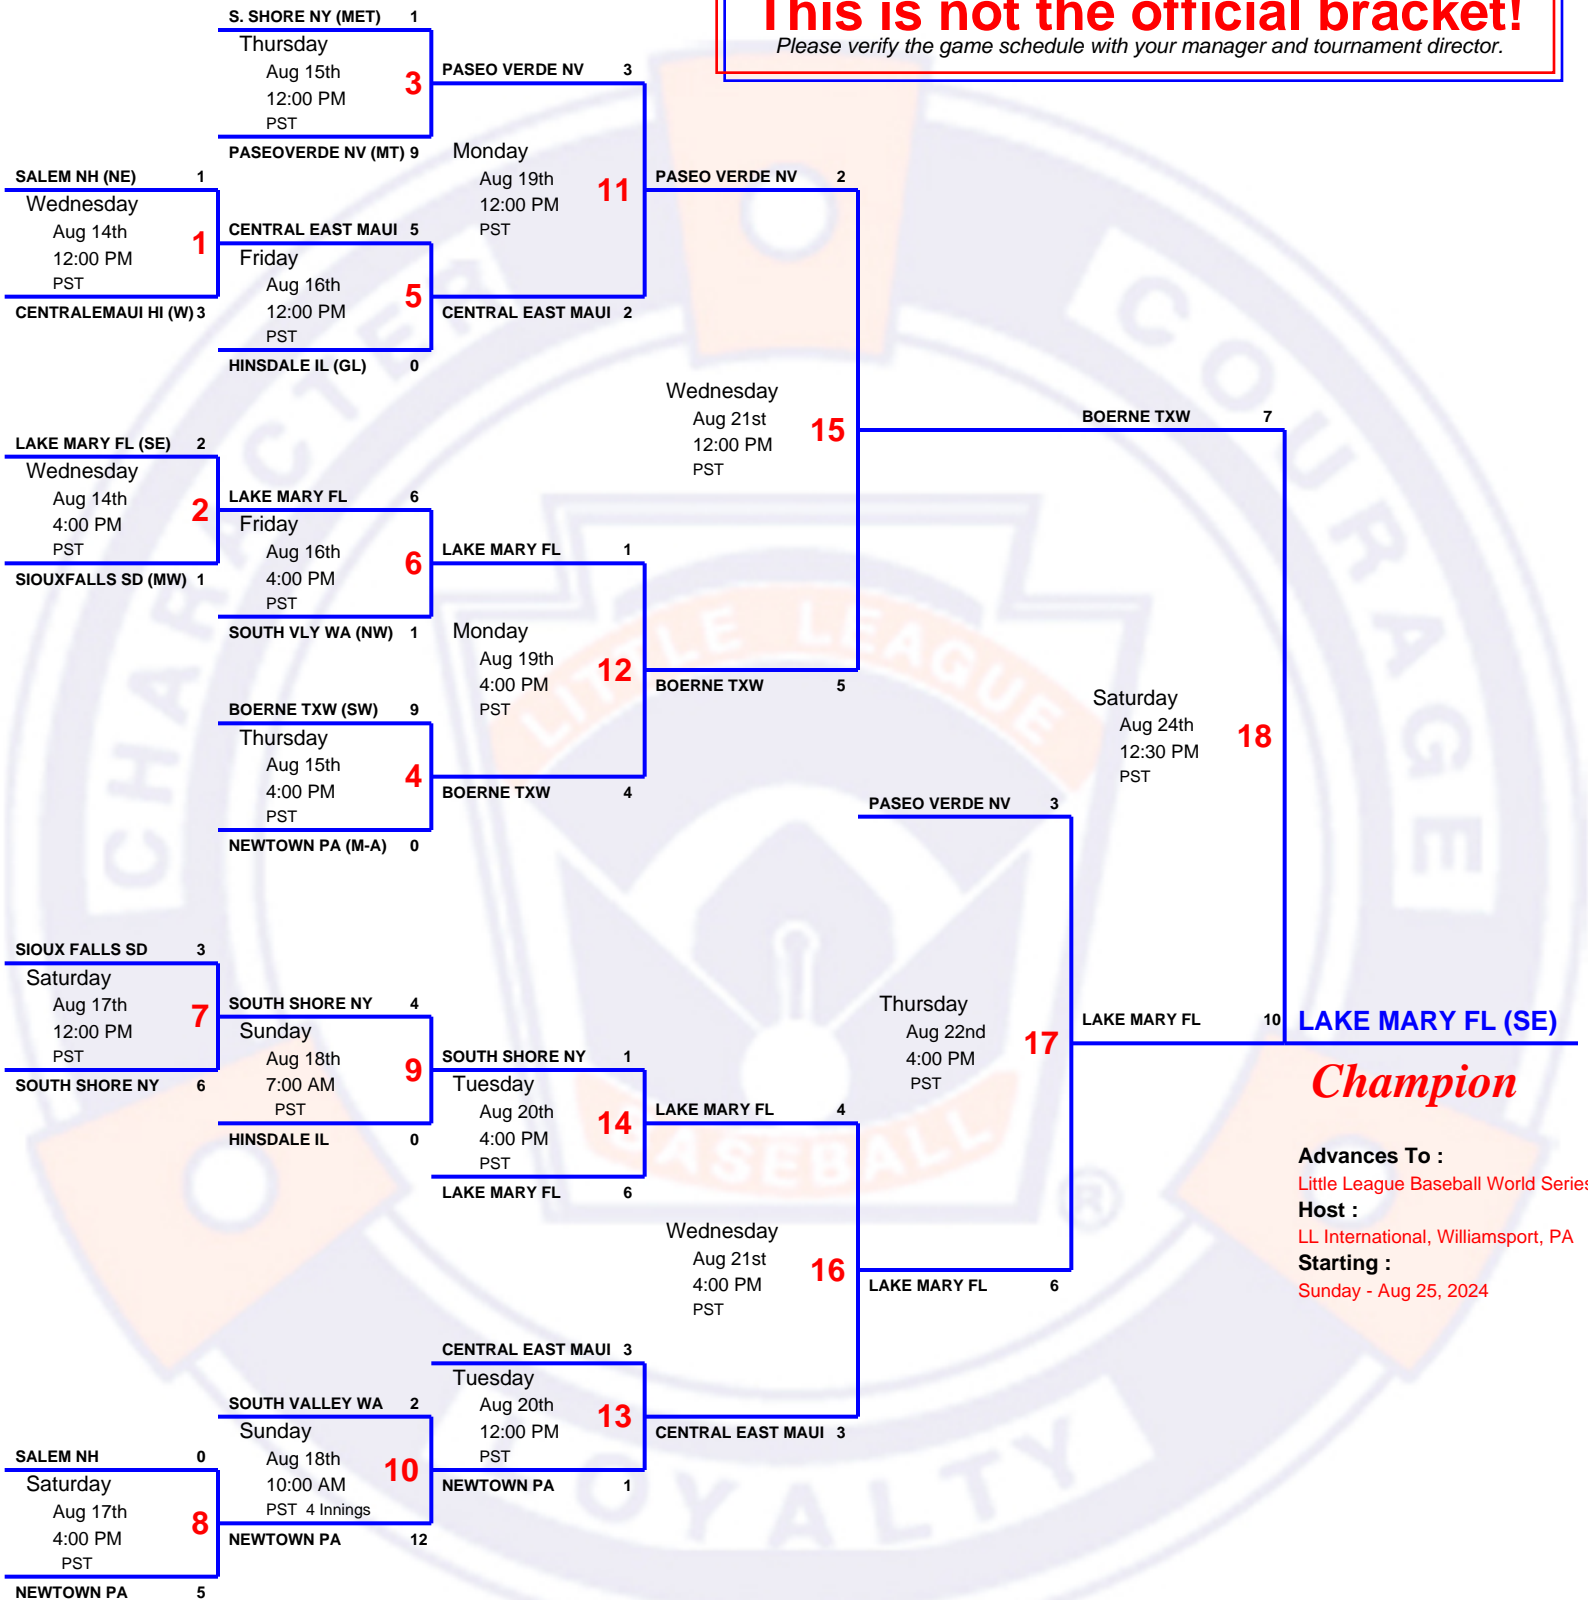 This is not the official bracket!
Please verify the game schedule with your manager and tournament director.
S. SHORE NY (MET) 1
Thursday
Aug 15th
12:00 PM
PST
3
PASEOVERDE NV (MT) 9
SALEM NH (NE) 1
Wednesday
Aug 14th
12:00 PM
PST
1
CENTRALEMAUI HI (W) 3
CENTRAL EAST MAUI 5
Friday
Aug 16th
12:00 PM
PST
5
HINSDALE IL (GL) 0
PASEO VERDE NV 3
Monday
Aug 19th
12:00 PM
PST
11
CENTRAL EAST MAUI 2
LAKE MARY FL (SE) 2
Wednesday
Aug 14th
4:00 PM
PST
2
SIOUXFALLS SD (MW) 1
LAKE MARY FL 6
Friday
Aug 16th
4:00 PM
PST
6
SOUTH VLY WA (NW) 1
BOERNE TXW (SW) 9
Thursday
Aug 15th
4:00 PM
PST
4
NEWTOWN PA (M-A) 0
LAKE MARY FL 1
Monday
Aug 19th
4:00 PM
PST
12
BOERNE TXW 4
PASEO VERDE NV 2
Wednesday
Aug 21st
12:00 PM
PST
15
BOERNE TXW 5
SIOUX FALLS SD 3
Saturday
Aug 17th
12:00 PM
PST
7
SOUTH SHORE NY 6
SOUTH SHORE NY 4
Sunday
Aug 18th
7:00 AM
PST
9
HINSDALE IL 0
SOUTH SHORE NY 1
Tuesday
Aug 20th
4:00 PM
PST
14
LAKE MARY FL 6
SALEM NH 0
Saturday
Aug 17th
4:00 PM
PST
8
NEWTOWN PA 5
SOUTH VALLEY WA 2
Sunday
Aug 18th
10:00 AM
PST 4 Innings
10
NEWTOWN PA 12
CENTRAL EAST MAUI 3
Tuesday
Aug 20th
12:00 PM
PST
13
NEWTOWN PA 1
LAKE MARY FL 4
Wednesday
Aug 21st
4:00 PM
PST
16
CENTRAL EAST MAUI 3
PASEO VERDE NV 3
Thursday
Aug 22nd
4:00 PM
PST
17
LAKE MARY FL 6
BOERNE TXW 7
Saturday
Aug 24th
12:30 PM
PST
18
LAKE MARY FL 10
LAKE MARY FL (SE)
Champion
Advances To :
Little League Baseball World Series
Host :
LL International, Williamsport, PA
Starting :
Sunday - Aug 25, 2024
CHARACTER
COURAGE
LOYALTY
LITTLE LEAGUE
BASEBALL
®